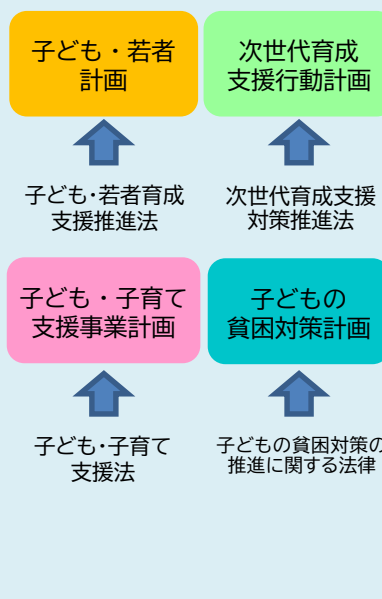 子ども・若者
計画
次世代育成
支援行動計画
子ども・若者育成
支援推進法
次世代育成支援
対策推進法
子ども・子育て
支援事業計画
子どもの
貧困対策計画
子ども・子育て
支援法
子どもの貧困対策の
推進に関する法律